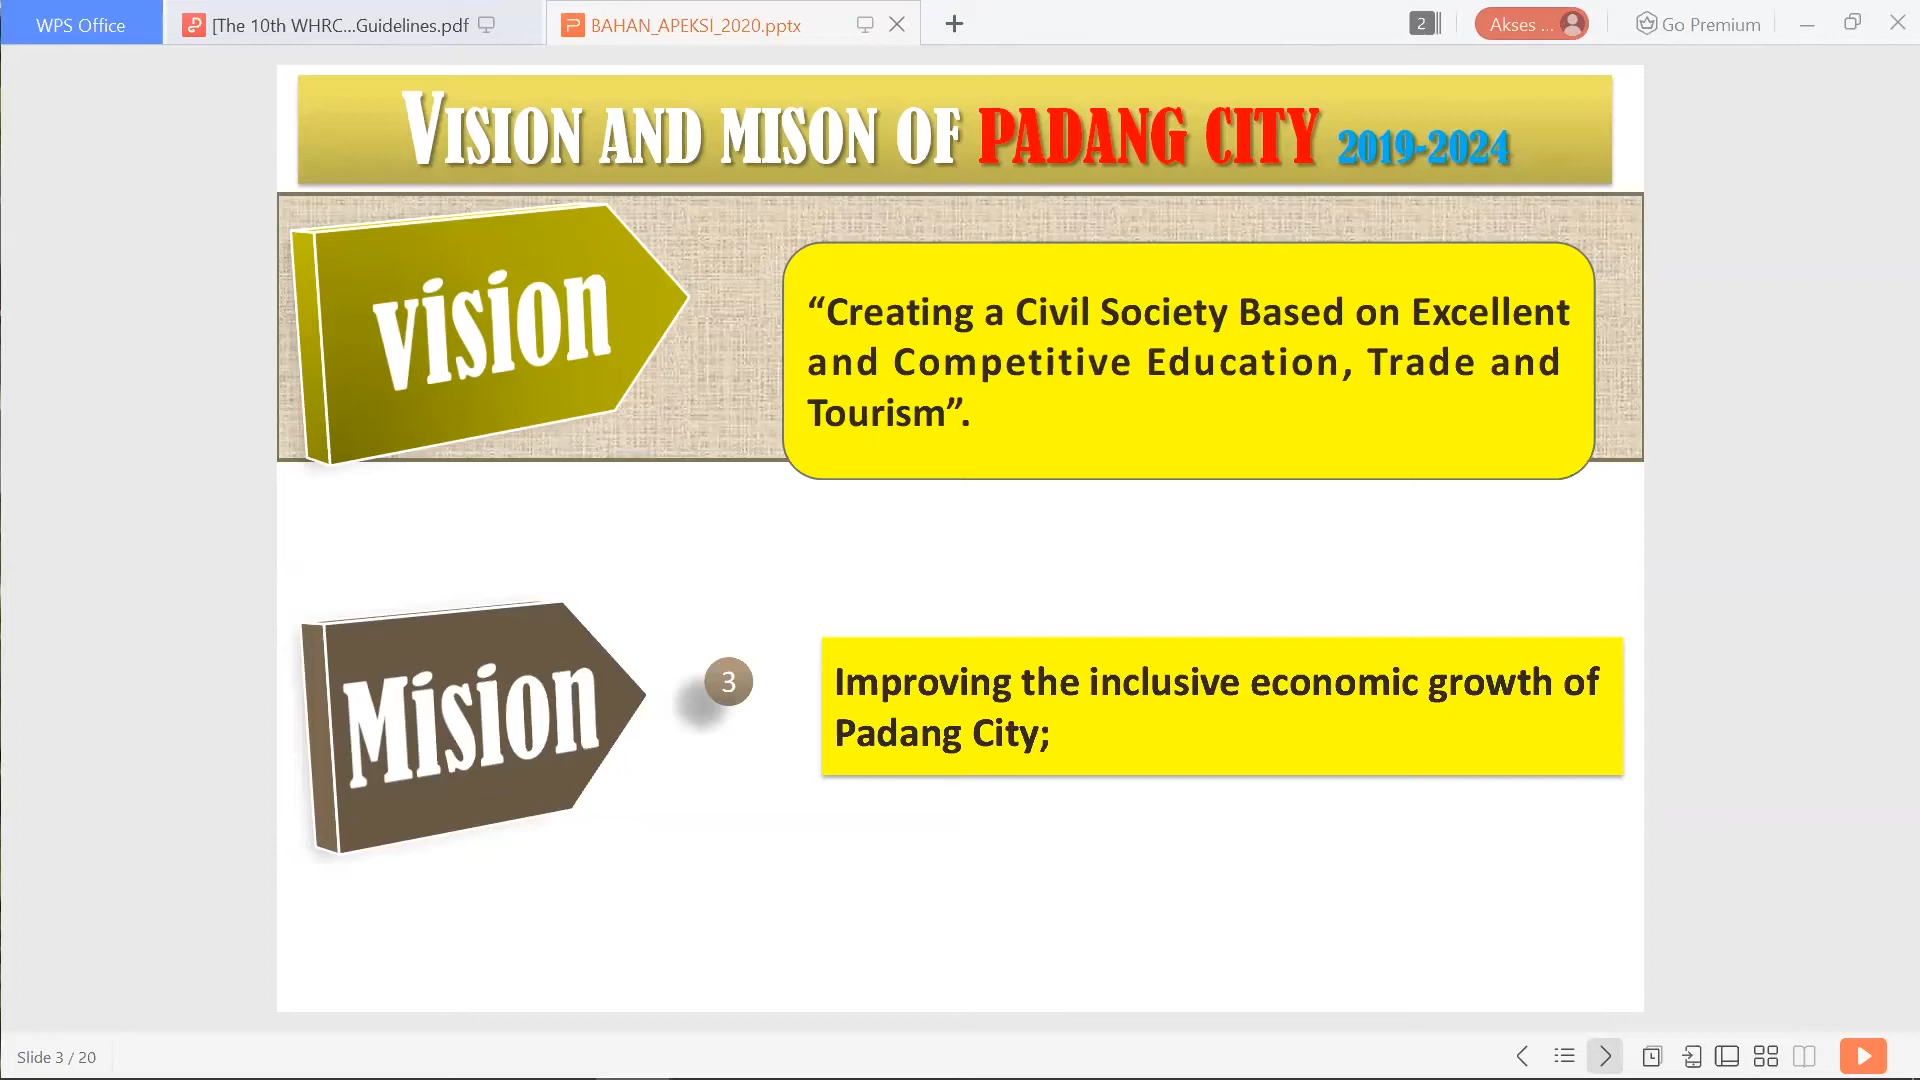 WPS Office
[The 10th WHRC...Guidelines.pdf
BAHAN_APEKSI_2020.pptx
2
Akses ...
Go Premium
VISION AND MISON OF PADANG CITY 2019-2024
vision
“Creating a Civil Society Based on Excellent
and Competitive Education, Trade and
Tourism”.
Mision
3
Improving the inclusive economic growth of
Padang City;
Slide 3 / 20